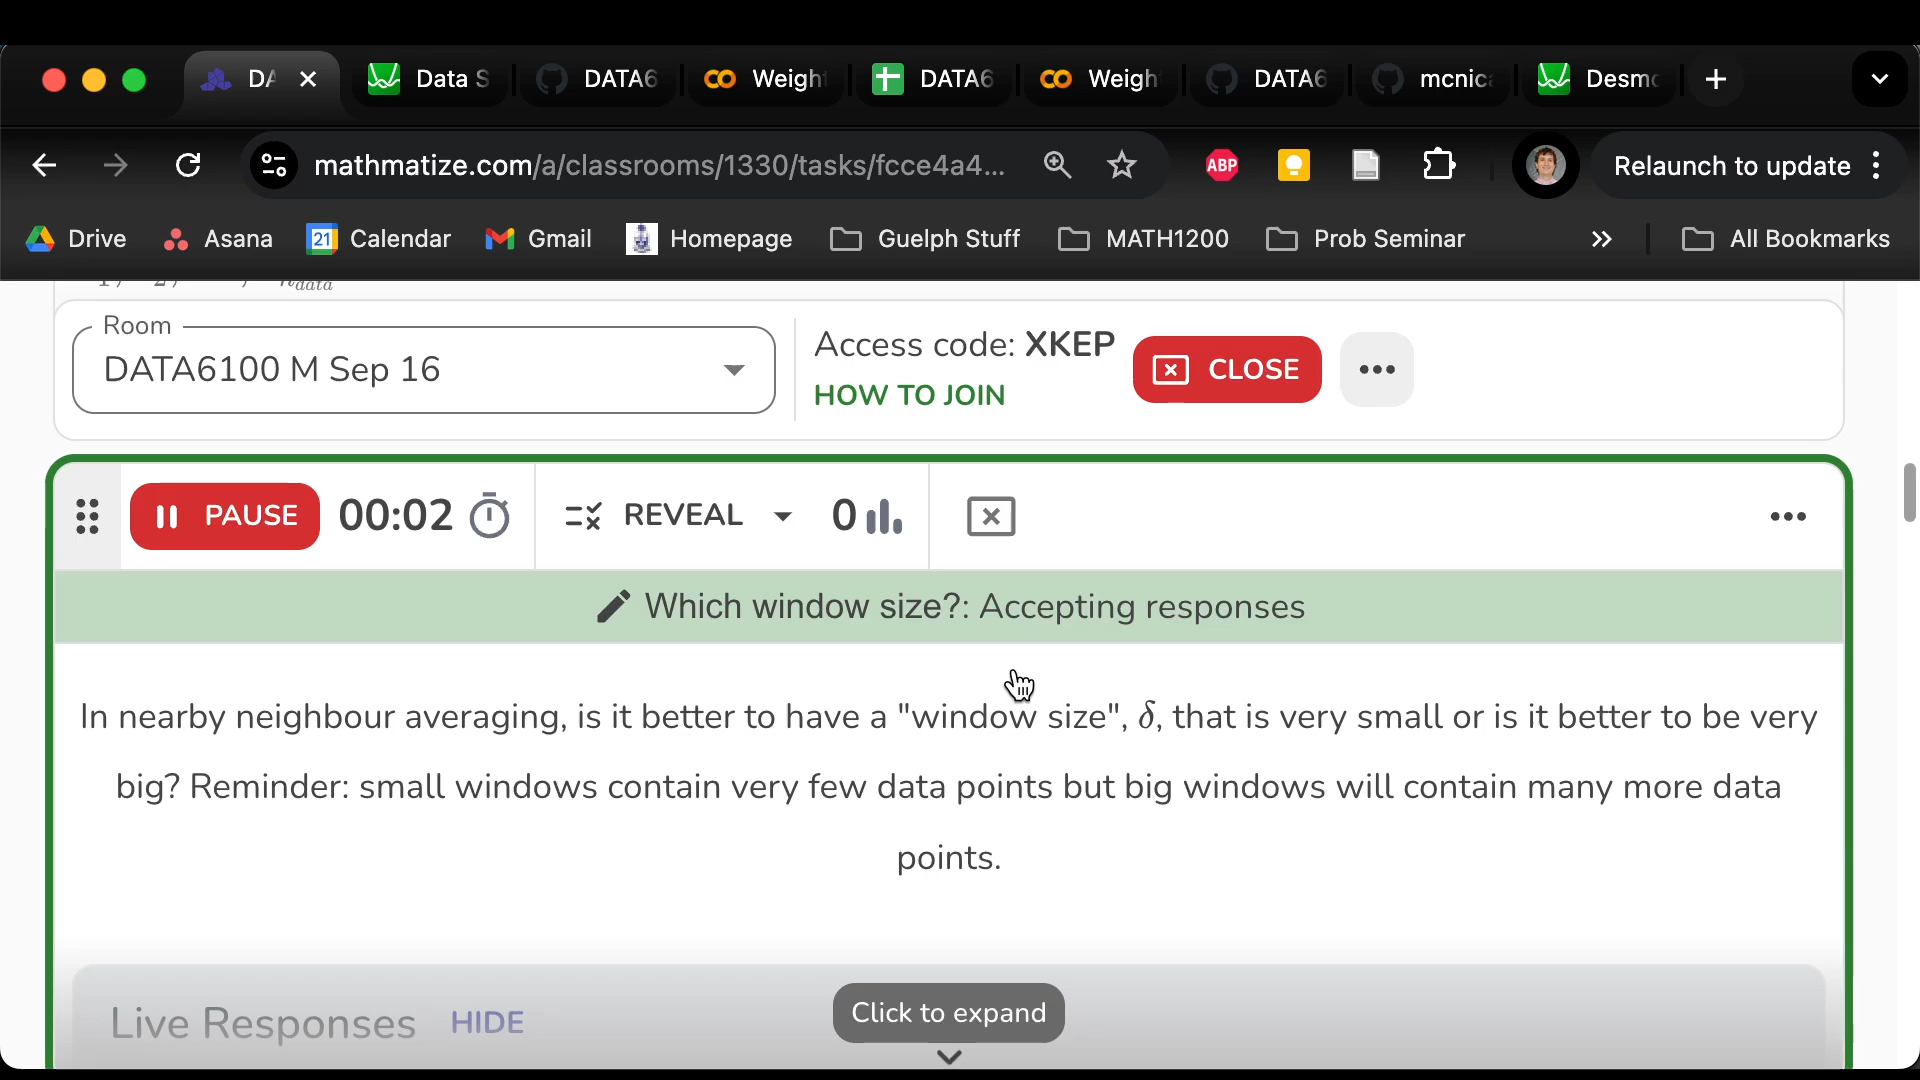 DA
Data S
DATA6
Weigh
DATA6
Weigh
DATA6
mcnic
Desmo
mathmatize.com/a/classrooms/1330/tasks/fcce4a4...
ABP
Relaunch to update
Drive
Asana
21
Calendar
Gmail
Homepage
Guelph Stuff
MATH1200
Prob Seminar
All Bookmarks
Room
DATA6100 M Sep 16
Access code: XKEP
HOW TO JOIN
CLOSE
PAUSE
00:02
REVEAL
0
Which window size?: Accepting responses
In nearby neighbour averaging, is it better to have a "window size", δ, that is very small or is it better to be very
big? Reminder: small windows contain very few data points but big windows will contain many more data
points.
Live Responses
HIDE
Click to expand